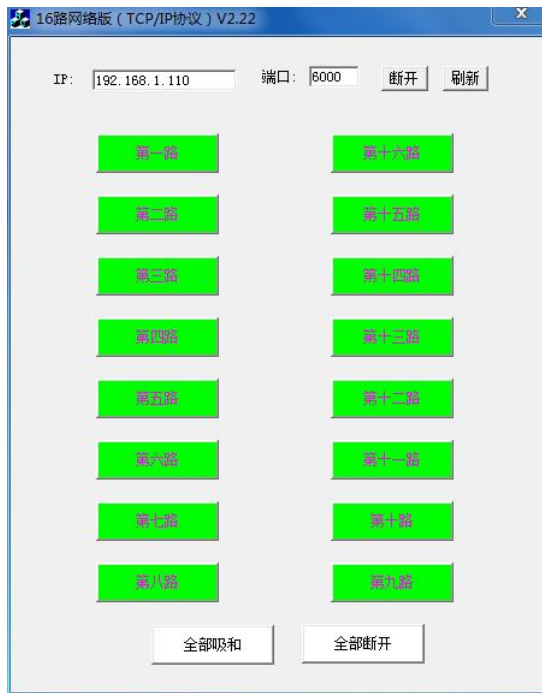 16路网络版（TCP/IP协议）V2.22
X
IP: 192.168.1.110 端口: 6000 断开 刷新
第一路 第十六路
第二路 第十五路
第三路 第十四路
第四路 第十三路
第五路 第十二路
第六路 第十一路
第七路 第十路
第八路 第九路
全部吸和 全部断开